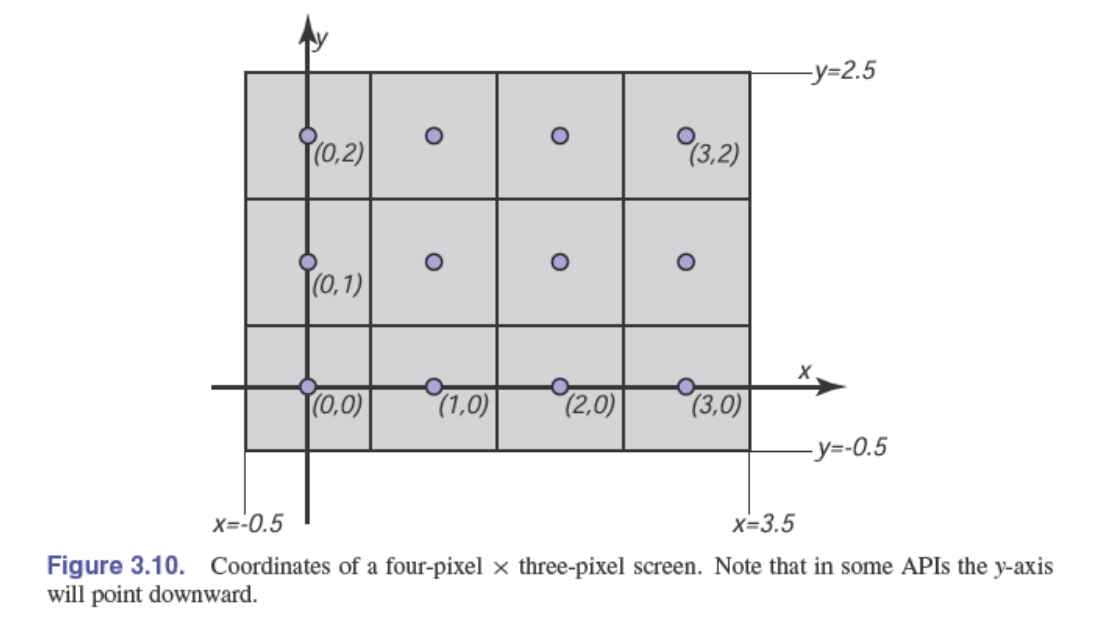 y
y=2.5
(0,2)
(3,2)
(0,1)
x
(0,0)
(1,0)
(2,0)
(3,0)
y=-0.5
x=-0.5
x=3.5
Figure 3.10. Coordinates of a four-pixel × three-pixel screen. Note that in some APIs the y-axis
will point downward.